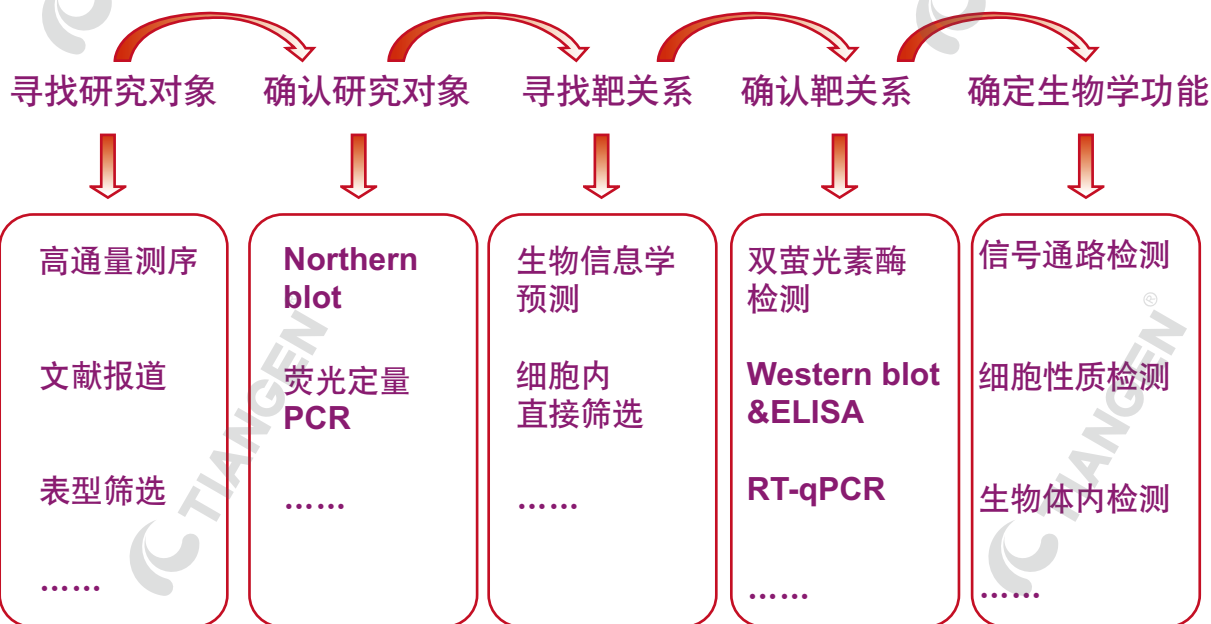 寻找研究对象
确认研究对象
寻找靶关系
确认靶关系
确定生物学功能
高通量测序
文献报道
表型筛选
……
Northern
blot
荧光定量
PCR
……
生物信息学
预测
细胞内
直接筛选
……
双萤光素酶
检测
Western blot
&ELISA
RT-qPCR
……
信号通路检测
细胞性质检测
生物体内检测
……
TIANGEN
TIANGEN®